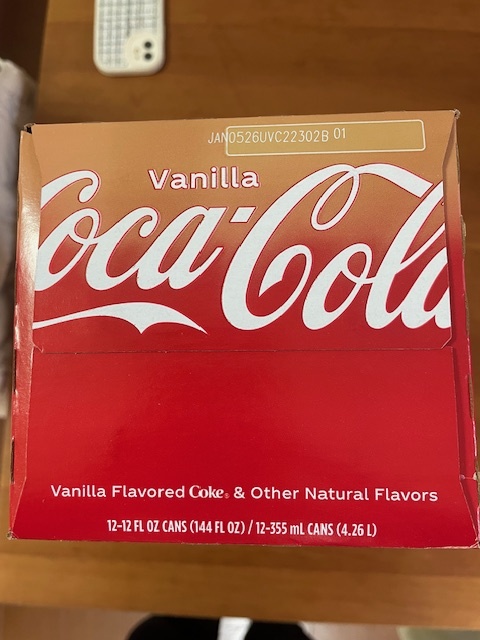 JAN0526UVC22302B 01
Vanilla
Coca-Cola
Vanilla Flavored Coke® & Other Natural Flavors
12-12 FL OZ CANS (144 FL OZ) / 12-355 mL CANS (4.26 L)